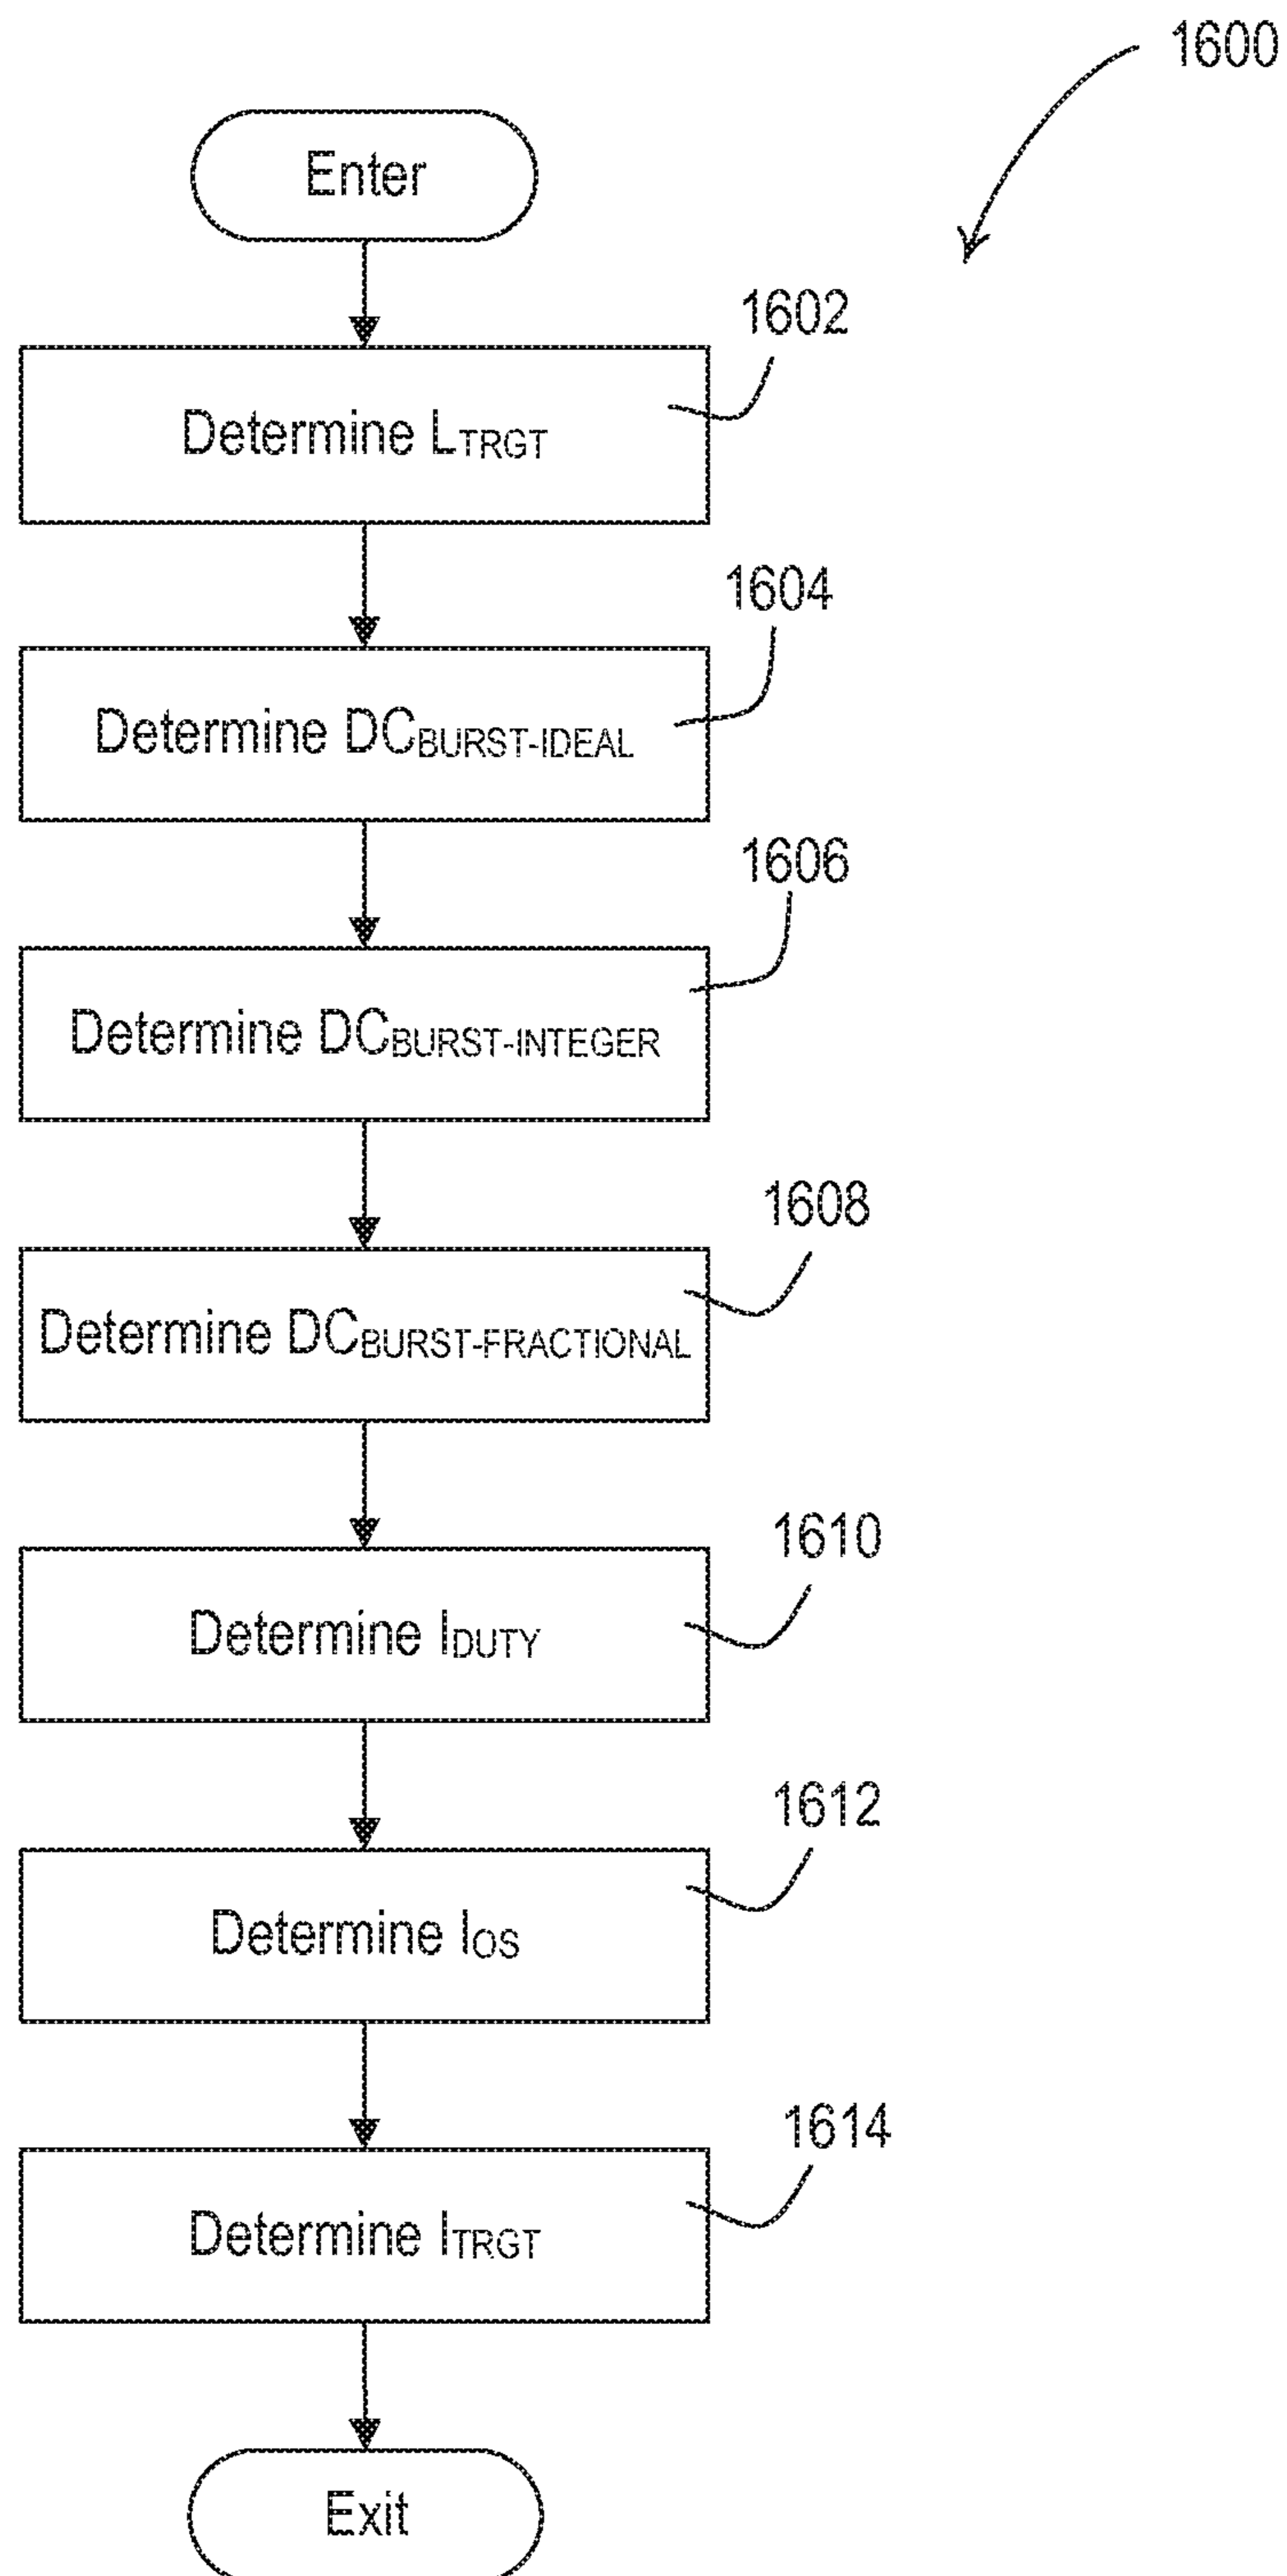 1600
Enter
1602
Determine LTRGT
1604
Determine DCBURST-IDEAL
1606
Determine DCBURST-INTEGER
1608
Determine DCBURST-FRACTIONAL
1610
Determine IDUTY
1612
Determine IOS
1614
Determine ITRGT
Exit